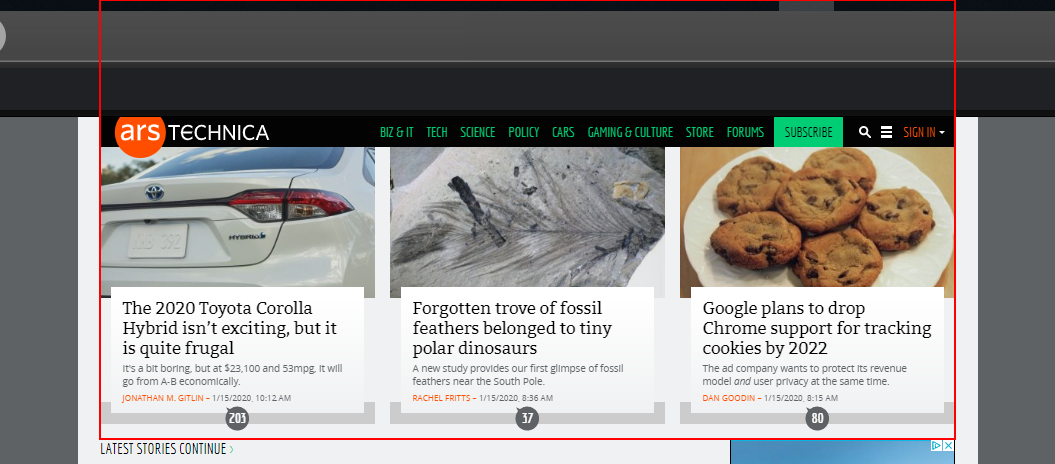 ars TECHNICA
BIZ & IT TECH SCIENCE POLICY CARS GAMING & CULTURE STORE FORUMS SUBSCRIBE SIGN IN
HYBRID
The 2020 Toyota Corolla
Hybrid isn't exciting, but it
is quite frugal
It's a bit boring, but at $23,100 and 53mpg, it will
go from A-B economically.
JONATHAN M. GITLIN – 1/15/2020, 10:12 AM
203
Forgotten trove of fossil
feathers belonged to tiny
polar dinosaurs
A new study provides our first glimpse of fossil
feathers near the South Pole.
RACHEL FRITTS – 1/15/2020, 8:36 AM
37
Google plans to drop
Chrome support for tracking
cookies by 2022
The ad company wants to protect its revenue
model and user privacy at the same time.
DAN GOODIN – 1/15/2020, 8:15 AM
80
LATEST STORIES CONTINUE ›